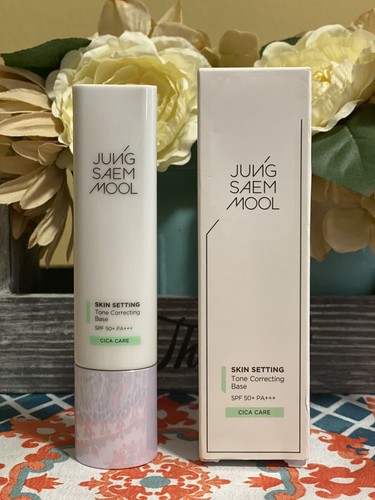 JUNG
SAEM
MOOL
SKIN SETTING
Tone Correcting
Base
SPF 50+ PA+++
CICA CARE
JUNG
SAEM
MOOL
SKIN SETTING
Tone Correcting
Base
SPF 50+ PA+++
CICA CARE